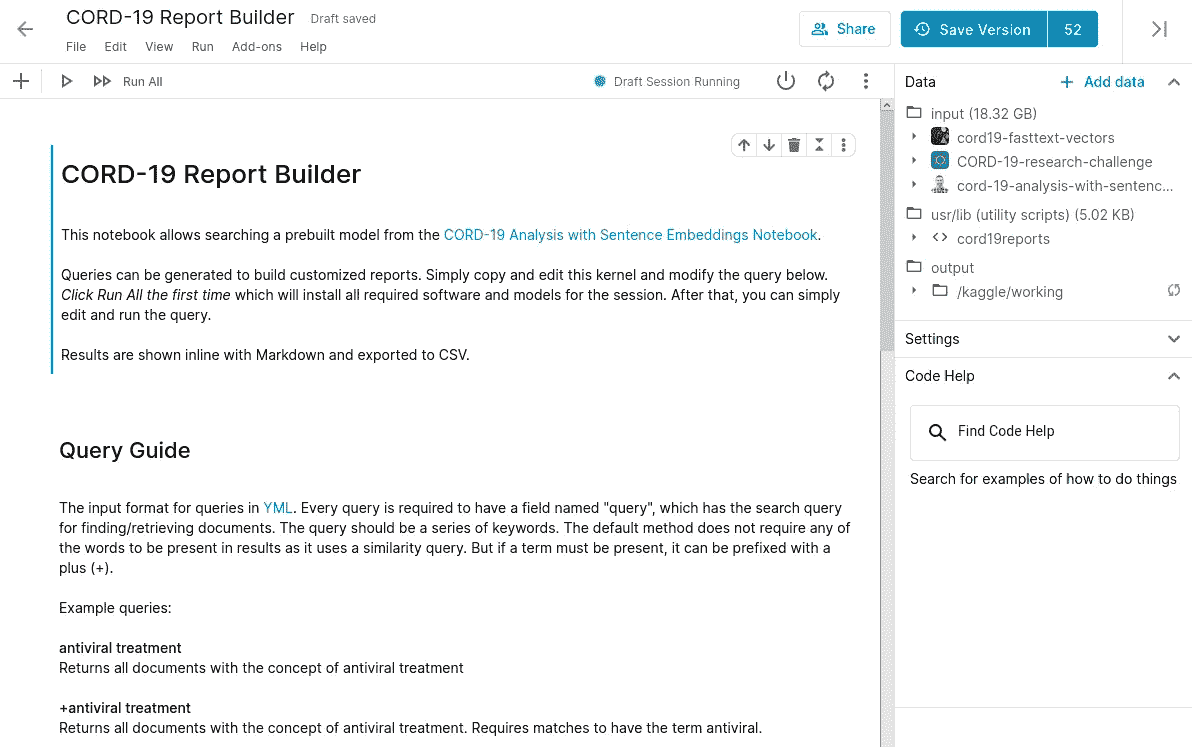 CORD-19 Report Builder
Draft saved
File Edit View Run Add-ons Help
Share
Save Version 52
Run All
Draft Session Running
CORD-19 Report Builder
This notebook allows searching a prebuilt model from the CORD-19 Analysis with Sentence Embeddings Notebook.
Queries can be generated to build customized reports. Simply copy and edit this kernel and modify the query below.
Click Run All the first time which will install all required software and models for the session. After that, you can simply
edit and run the query.
Results are shown inline with Markdown and exported to CSV.
Query Guide
The input format for queries in YML. Every query is required to have a field named "query", which has the search query
for finding/retrieving documents. The query should be a series of keywords. The default method does not require any of
the words to be present in results as it uses a similarity query. But if a term must be present, it can be prefixed with a
plus (+).
Example queries:
antiviral treatment
Returns all documents with the concept of antiviral treatment
+antiviral treatment
Returns all documents with the concept of antiviral treatment. Requires matches to have the term antiviral.
Data
+ Add data
input (18.32 GB)
cord19-fasttext-vectors
CORD-19-research-challenge
cord-19-analysis-with-sentenc...
usr/lib (utility scripts) (5.02 KB)
<> cord19reports
output
/kaggle/working
Settings
Code Help
Find Code Help
Search for examples of how to do things